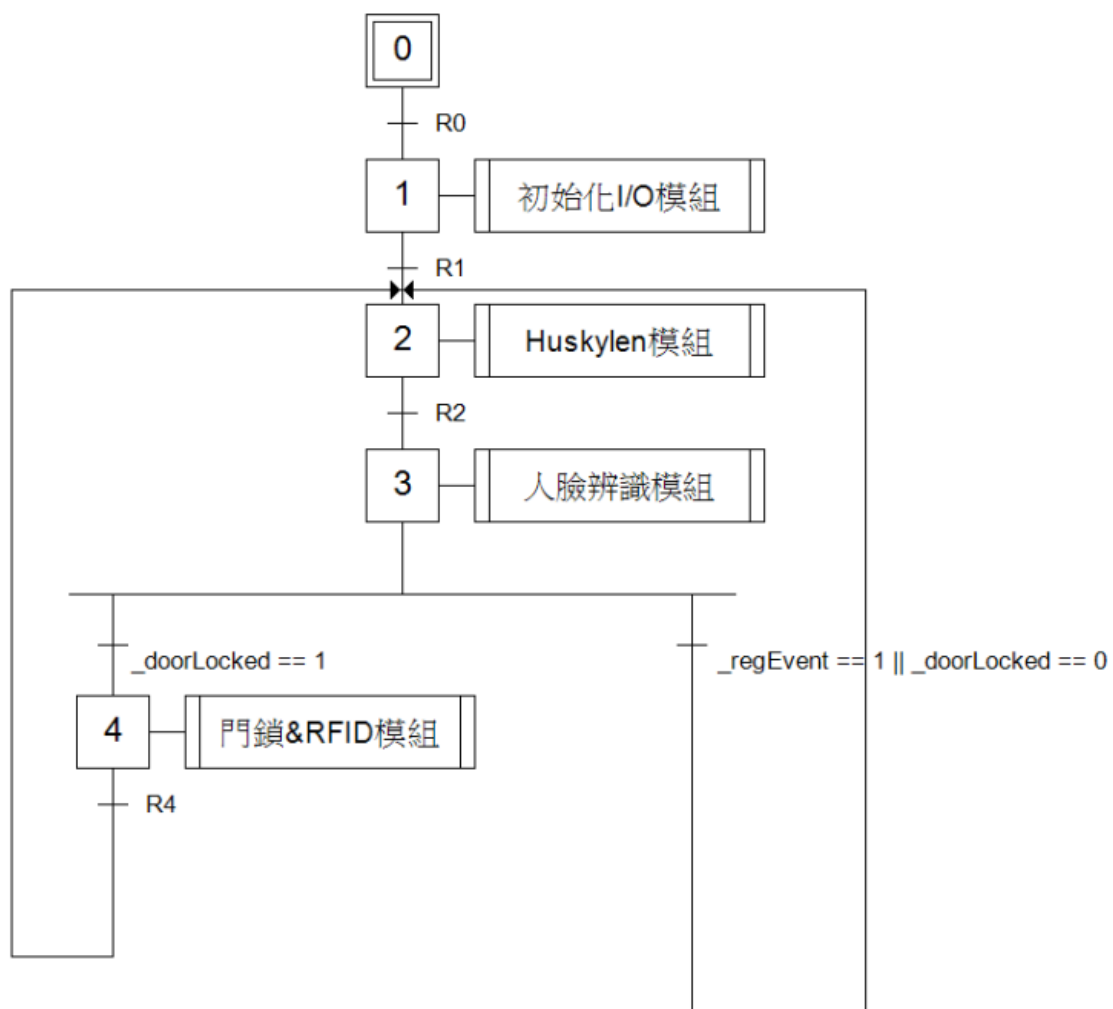 0
R0
1
初始化I/O模組
R1
2
Huskylen模組
R2
3
人臉辨識模組
_doorLocked == 1
_regEvent == 1 || _doorLocked == 0
4
門鎖&RFID模組
R4